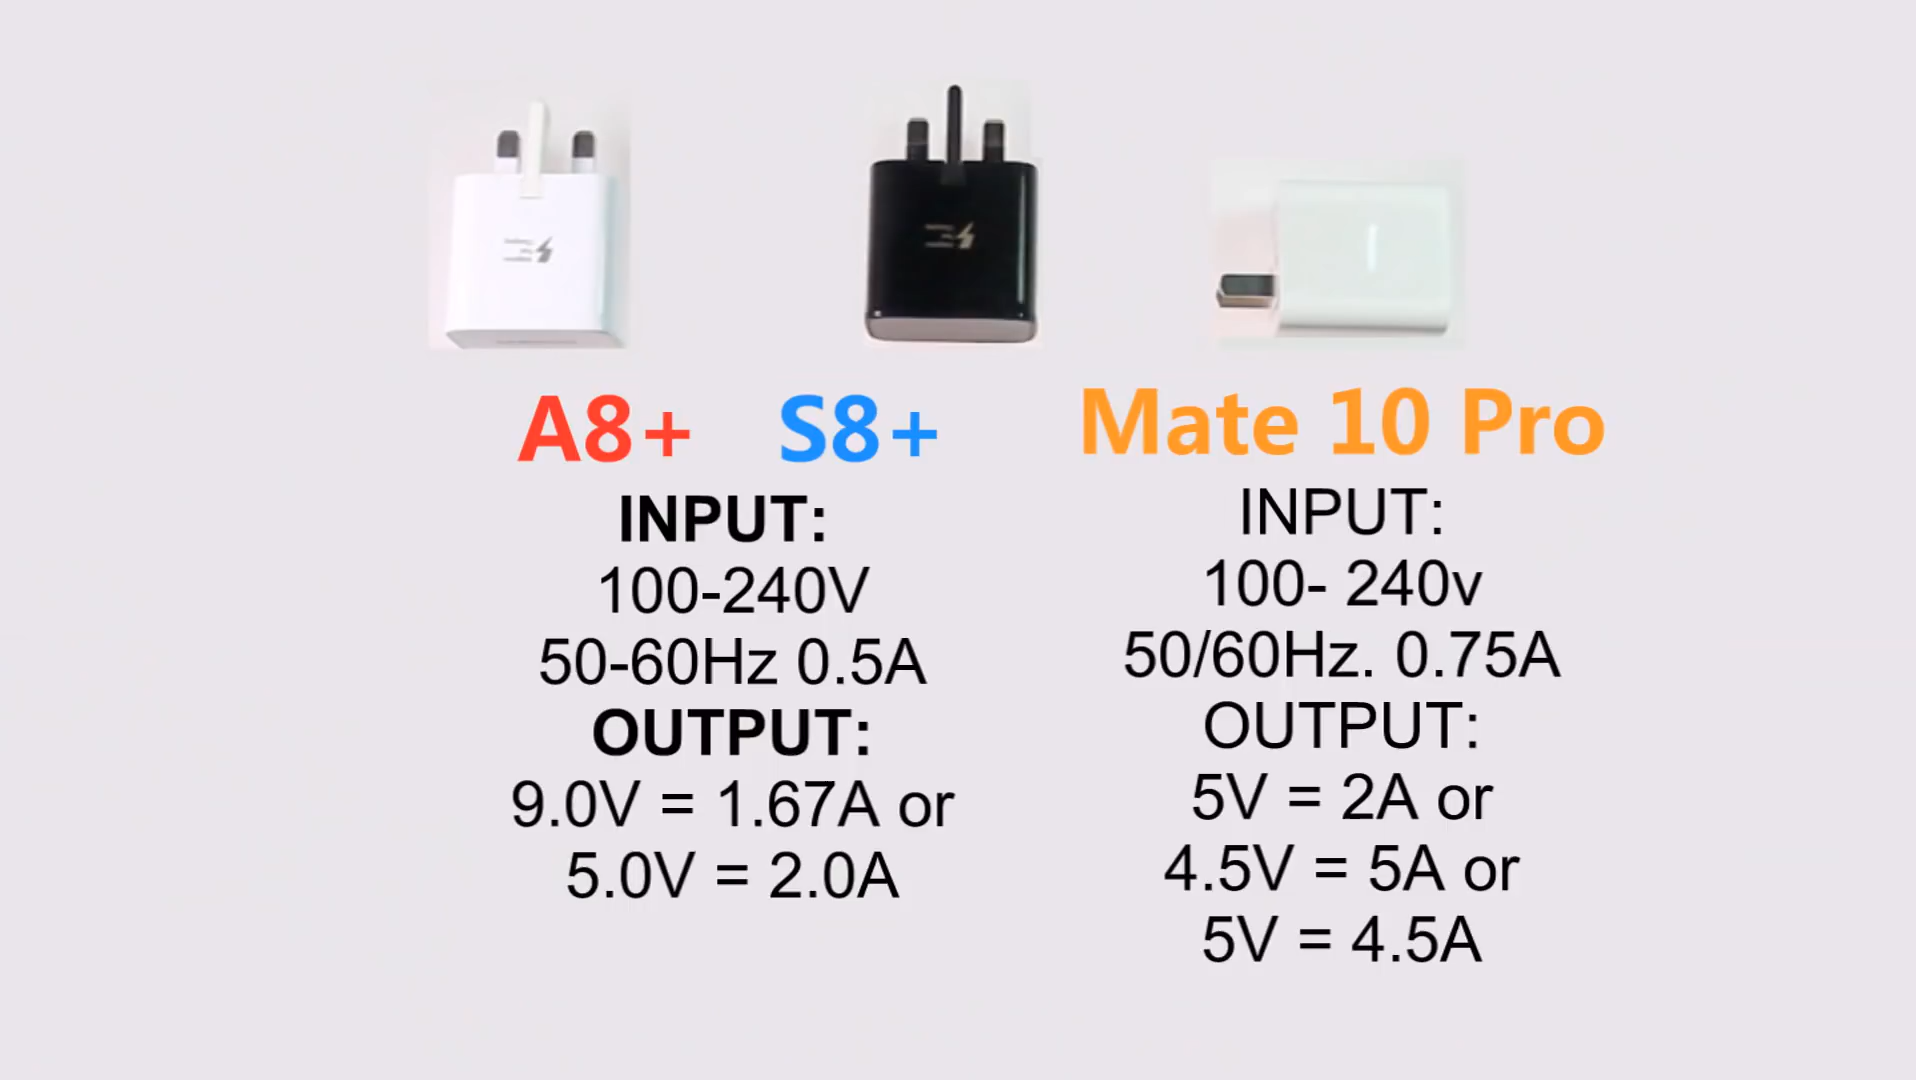 A8+ S8+
INPUT:
100-240V
50-60Hz 0.5A
OUTPUT:
9.0V = 1.67A or
5.0V = 2.0A
Mate 10 Pro
INPUT:
100- 240v
50/60Hz. 0.75A
OUTPUT:
5V = 2A or
4.5V = 5A or
5V = 4.5A